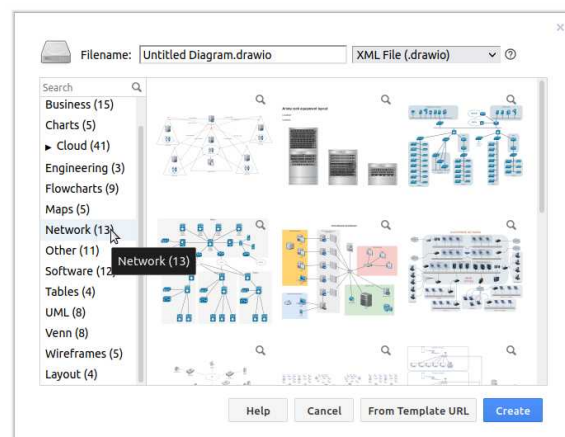 Filename: Untitled Diagram.drawio XML File (.drawio)
Search
Business (15)
Charts (5)
Cloud (41)
Engineering (3)
Flowcharts (9)
Maps (5)
Network (13)
Other (11)
Network (13)
Software (12)
Tables (4)
UML (8)
Venn (8)
Wireframes (5)
Layout (4)
Help Cancel From Template URL Create